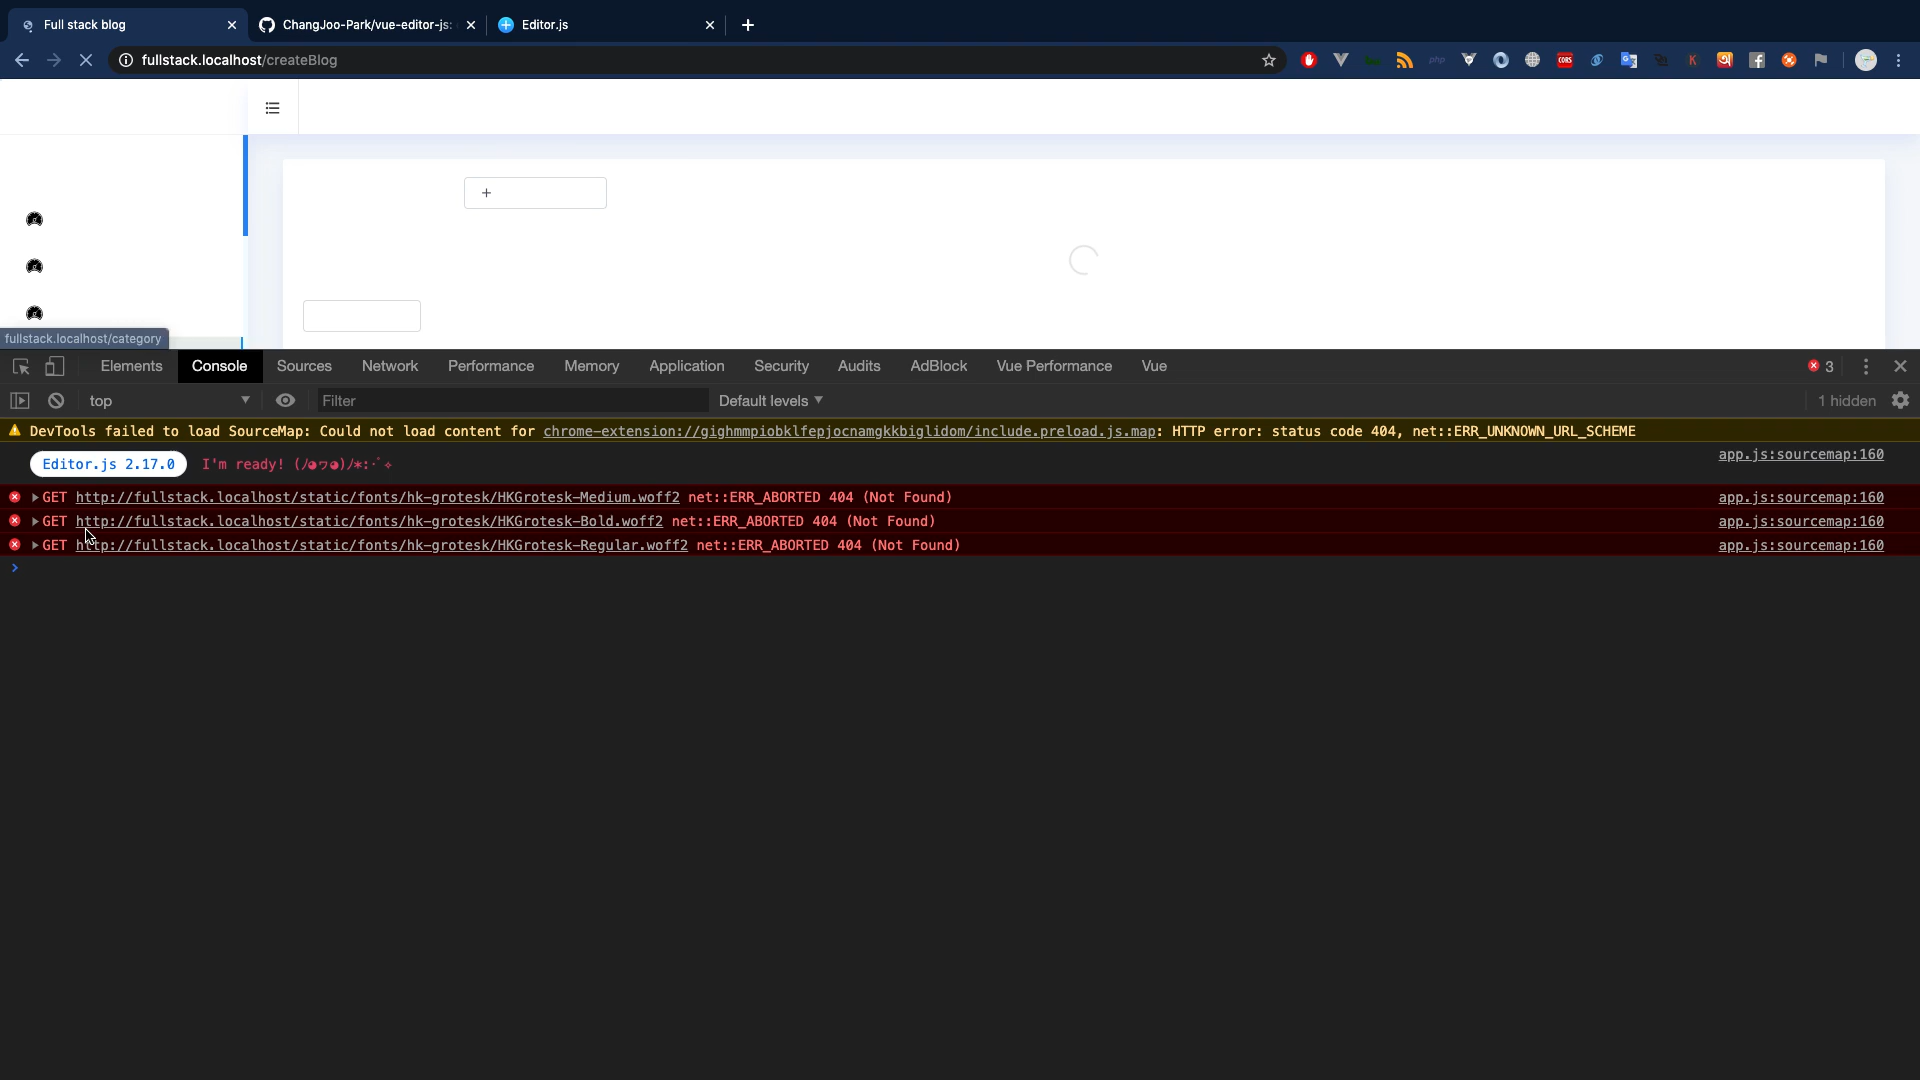 Full stack blog
ChangJoo-Park/vue-editor-js:
Editor.js
fullstack.localhost/createBlog
fullstack.localhost/category
Elements Console Sources Network Performance Memory Application Security Audits AdBlock Vue Performance Vue 3
top Filter Default levels 1 hidden
DevTools failed to load SourceMap: Could not load content for chrome-extension://gighmmpiobklfepjocnamgkkbiglidom/include.preload.js.map: HTTP error: status code 404, net::ERR_UNKNOWN_URL_SCHEME
Editor.js 2.17.0 I'm ready! (ﾉ◕ヮ◕)ﾉ*:･ﾟ✧ app.js:sourcemap:160
GET http://fullstack.localhost/static/fonts/hk-grotesk/HKGrotesk-Medium.woff2 net::ERR_ABORTED 404 (Not Found) app.js:sourcemap:160
GET http://fullstack.localhost/static/fonts/hk-grotesk/HKGrotesk-Bold.woff2 net::ERR_ABORTED 404 (Not Found) app.js:sourcemap:160
GET http://fullstack.localhost/static/fonts/hk-grotesk/HKGrotesk-Regular.woff2 net::ERR_ABORTED 404 (Not Found) app.js:sourcemap:160